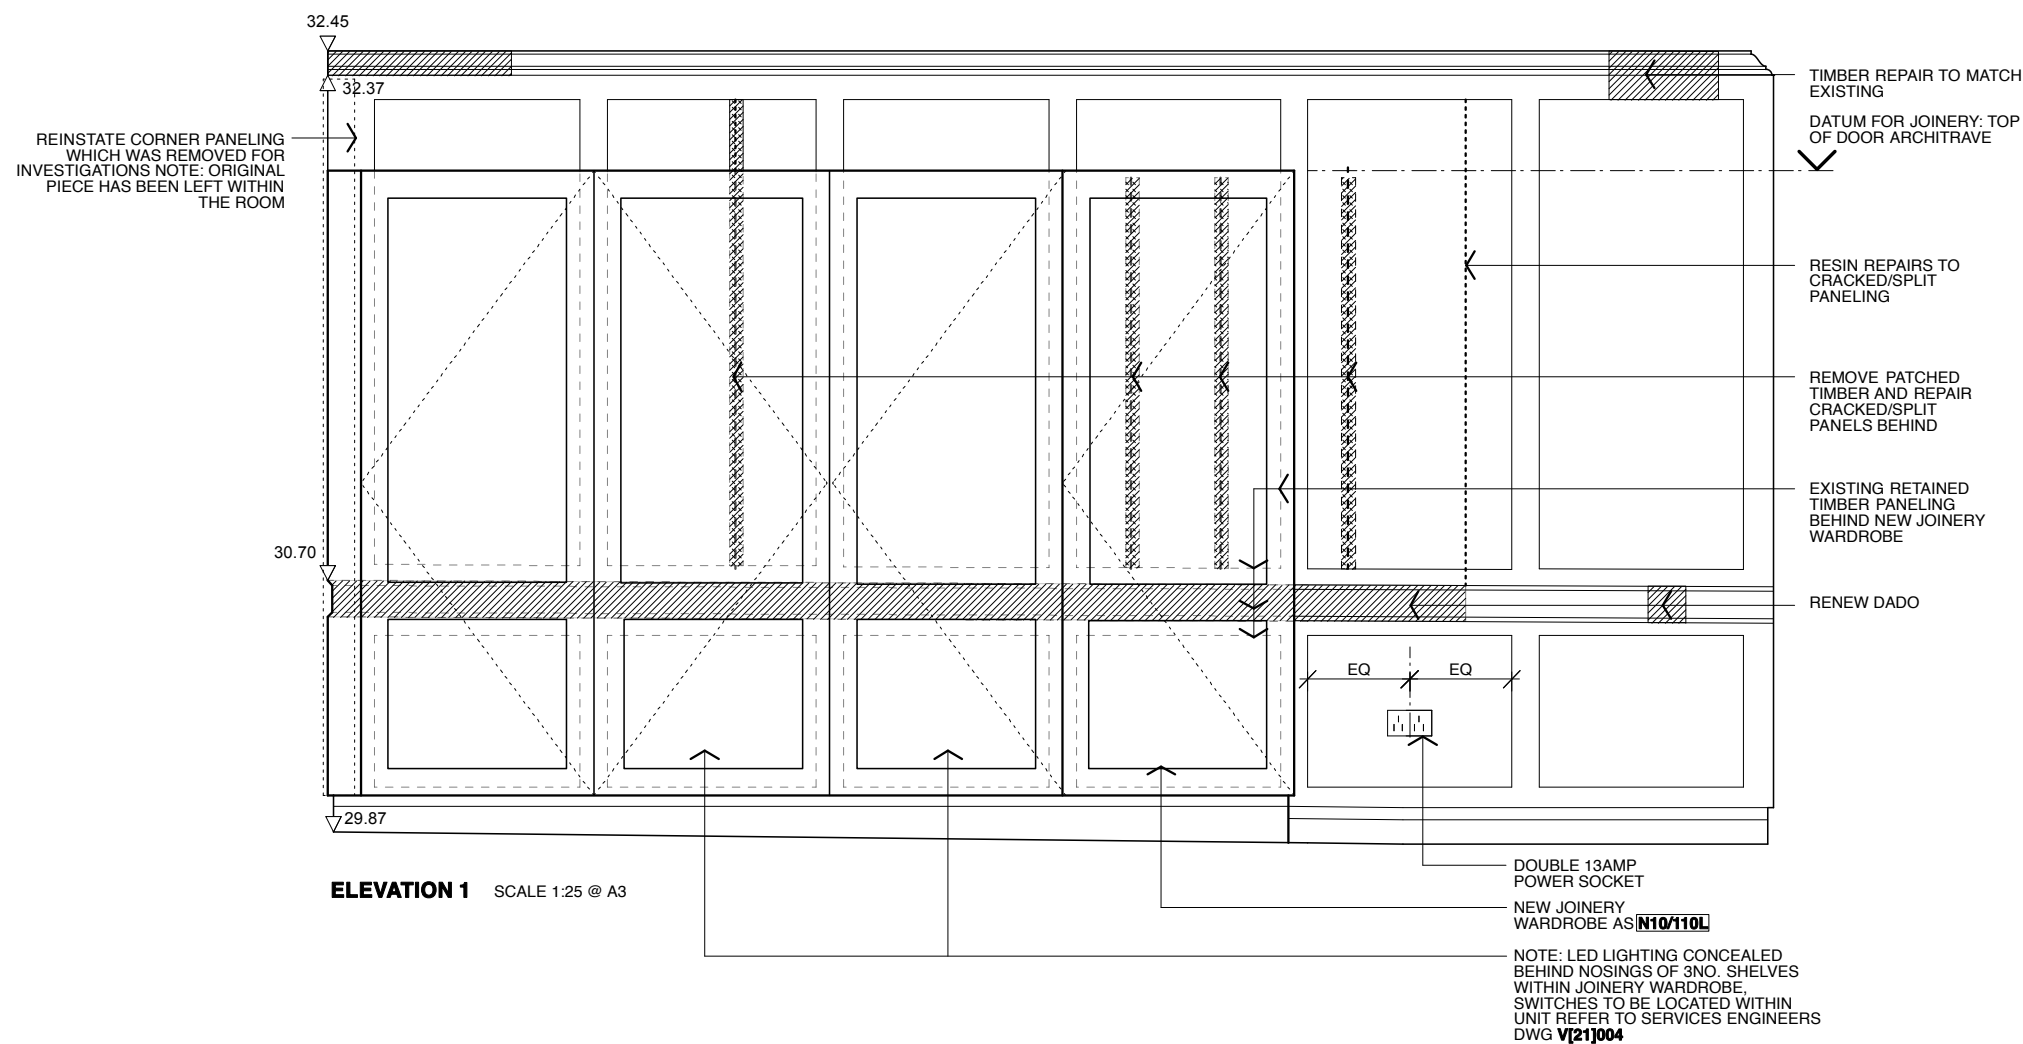 32.45
32.37
REINSTATE CORNER PANELING
WHICH WAS REMOVED FOR
INVESTIGATIONS NOTE: ORIGINAL
PIECE HAS BEEN LEFT WITHIN
THE ROOM
TIMBER REPAIR TO MATCH
EXISTING
DATUM FOR JOINERY: TOP
OF DOOR ARCHITRAVE
RESIN REPAIRS TO
CRACKED/SPLIT
PANELING
REMOVE PATCHED
TIMBER AND REPAIR
CRACKED/SPLIT
PANELS BEHIND
EXISTING RETAINED
TIMBER PANELING
BEHIND NEW JOINERY
WARDROBE
30.70
RENEW DADO
EQ
EQ
29.87
ELEVATION 1 SCALE 1:25 @ A3
DOUBLE 13AMP
POWER SOCKET
NEW JOINERY
WARDROBE AS N10/110L
NOTE: LED LIGHTING CONCEALED
BEHIND NOSINGS OF 3NO. SHELVES
WITHIN JOINERY WARDROBE,
SWITCHES TO BE LOCATED WITHIN
UNIT REFER TO SERVICES ENGINEERS
DWG V[21]004